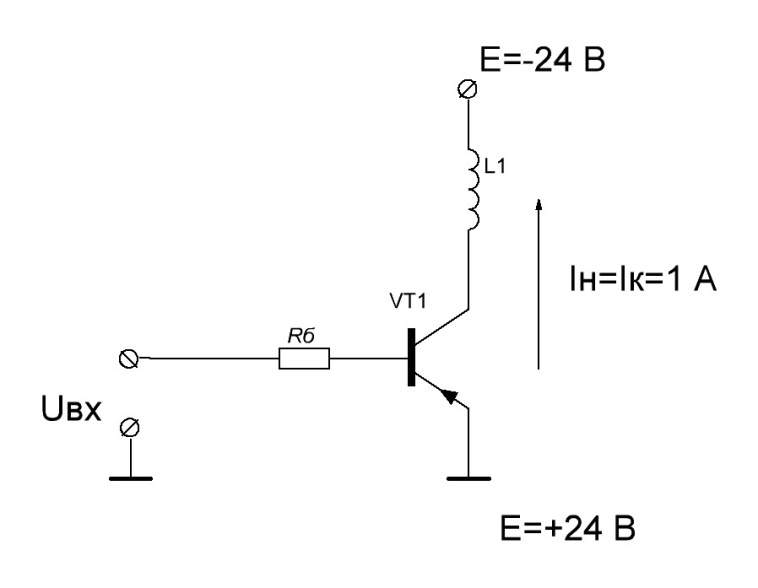 E=-24 В
L1
Iн=Iк=1 А
VT1
Rб
Uвх
E=+24 В